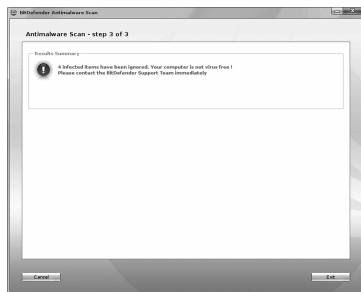 BitDefender Antimalware Scan
Antimalware Scan - step 3 of 3
Results Summary
4 infected items have been ignored. Your computer is not virus free !
Please contact the BitDefender Support Team immediately
Cancel
Exit